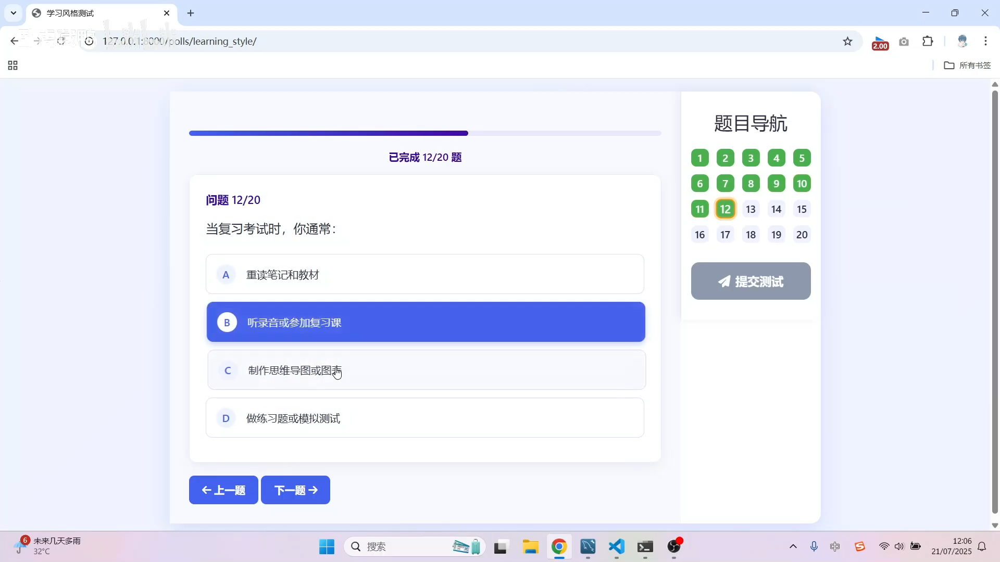 学习风格测试
127.0.0.1:8000/polls/learning_style/
2.00
所有书签
已完成 12/20 题
问题 12/20
当复习考试时，你通常：
A 重读笔记和教材
B 听录音或参加复习课
C 制作思维导图或图表
D 做练习题或模拟测试
上一题 下一题
题目导航
1 2 3 4 5
6 7 8 9 10
11 12 13 14 15
16 17 18 19 20
提交测试
6 未来几天多雨
32°C
搜索
中
12:06
21/07/2025